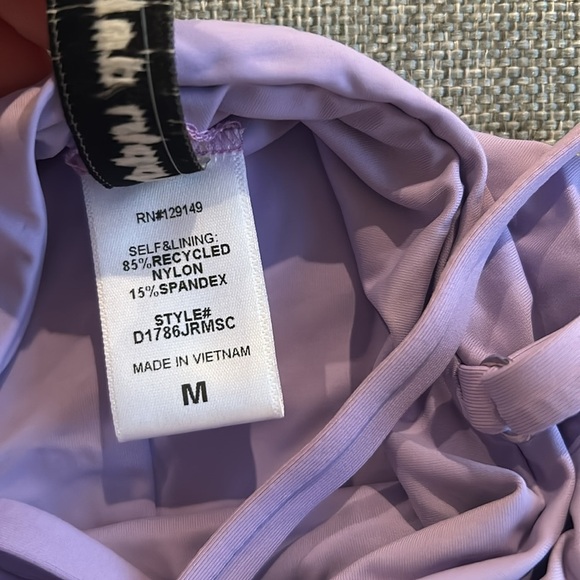 RN#129149
SELF&LINING:
85%RECYCLED
NYLON
15%SPANDEX
STYLE#
D1786JRMSC
MADE IN VIETNAM
M